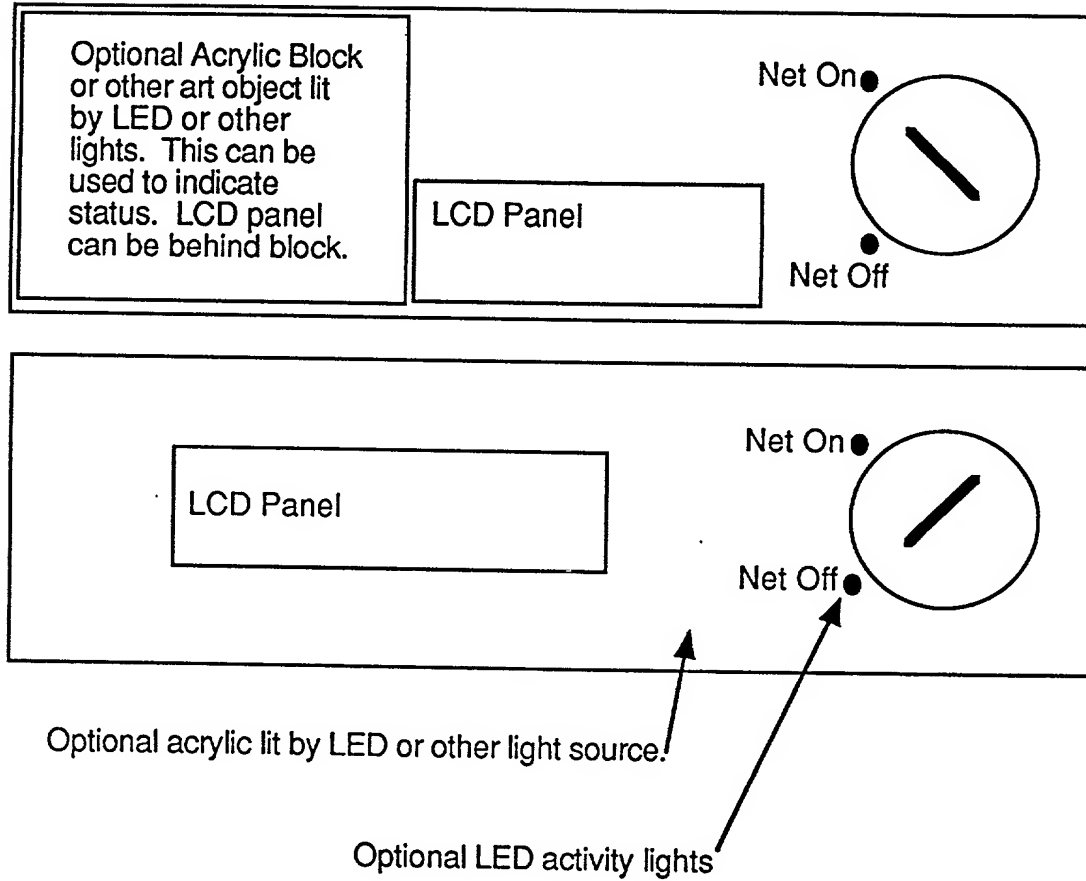 Optional Acrylic Block
or other art object lit
by LED or other
lights. This can be
used to indicate
status. LCD panel
can be behind block.
LCD Panel
Net On
Net Off
LCD Panel
Net On
Net Off
Optional acrylic lit by LED or other light source.
Optional LED activity lights